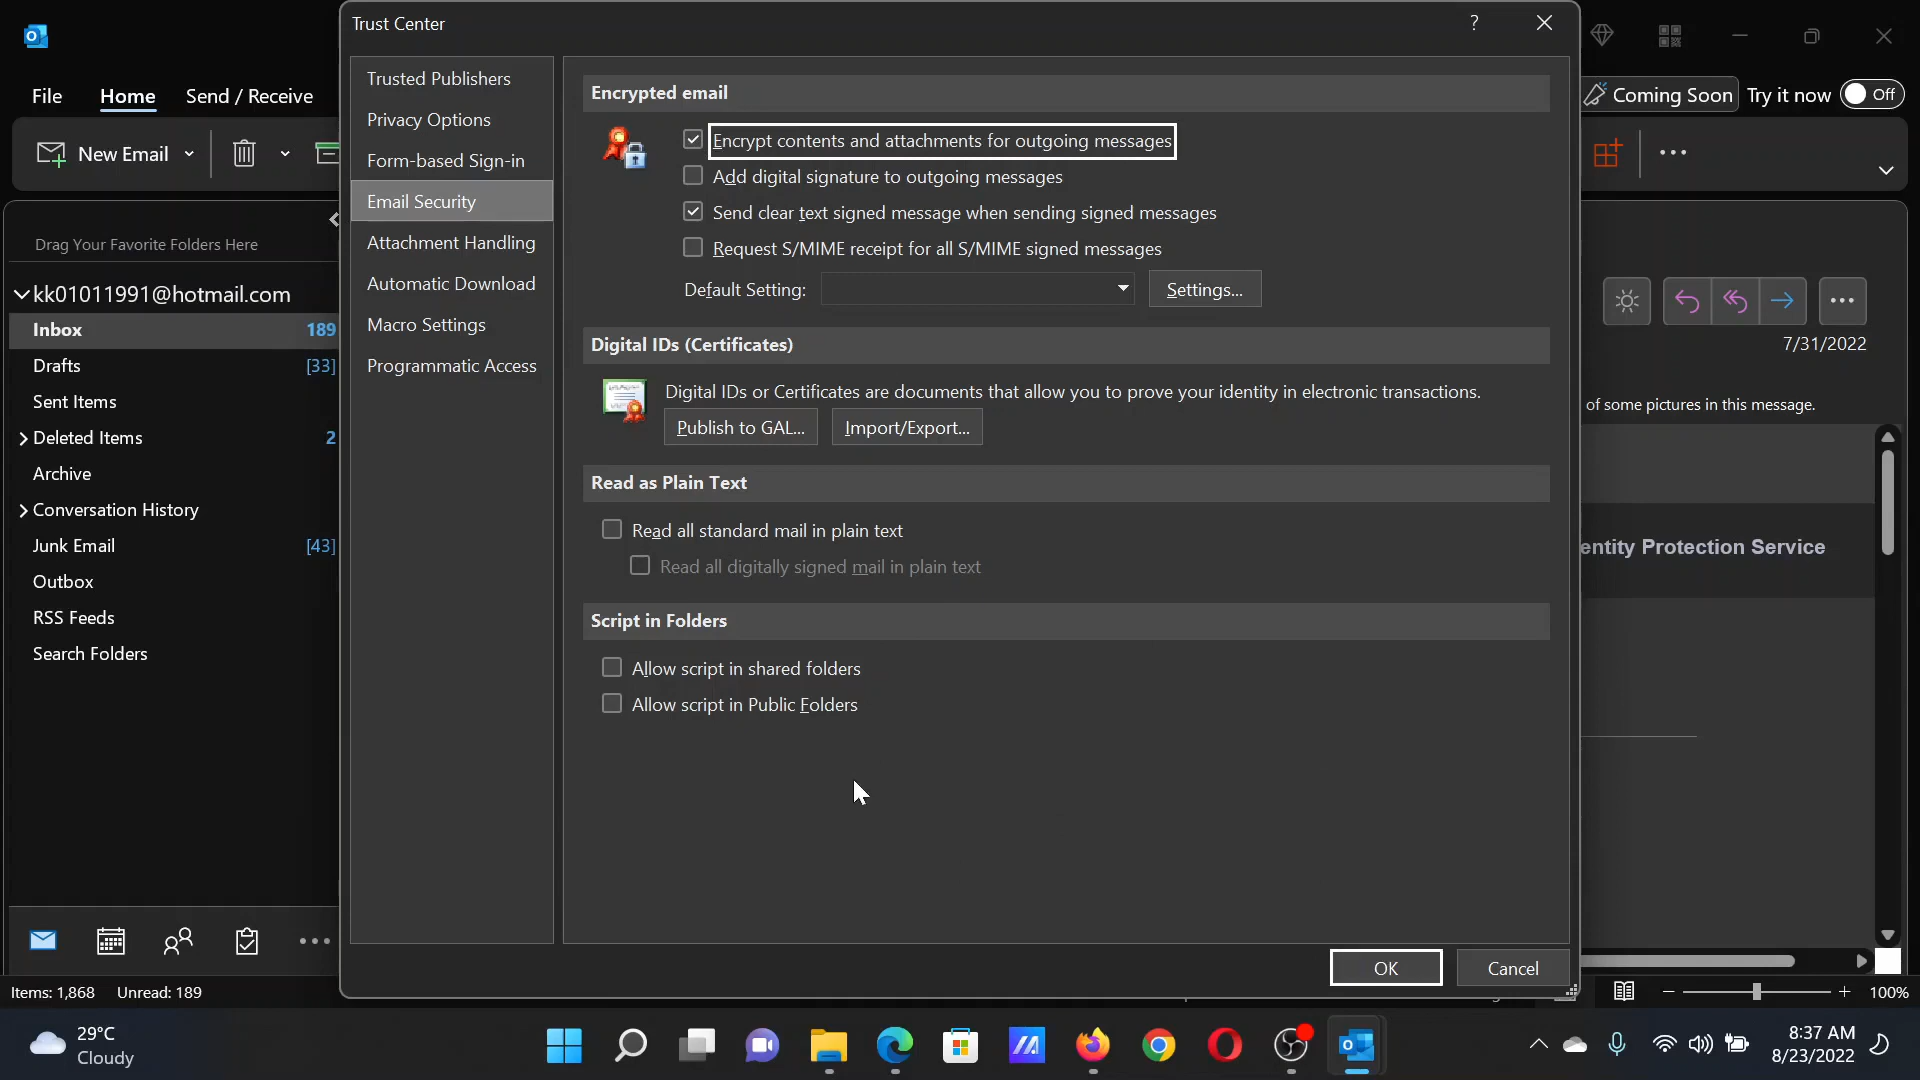 Trust Center
?
File
Home
Send / Receive
Coming Soon
Try it now
Off
New Email
Drag Your Favorite Folders Here
kk01011991@hotmail.com
Inbox 189
Drafts [33]
Sent Items
Deleted Items 2
Archive
Conversation History
Junk Email [43]
Outbox
RSS Feeds
Search Folders
Trusted Publishers
Privacy Options
Form-based Sign-in
Email Security
Attachment Handling
Automatic Download
Macro Settings
Programmatic Access
Encrypted email
Encrypt contents and attachments for outgoing messages
Add digital signature to outgoing messages
Send clear text signed message when sending signed messages
Request S/MIME receipt for all S/MIME signed messages
Default Setting:
Settings...
Digital IDs (Certificates)
Digital IDs or Certificates are documents that allow you to prove your identity in electronic transactions.
Publish to GAL...
Import/Export...
Read as Plain Text
Read all standard mail in plain text
Read all digitally signed mail in plain text
Script in Folders
Allow script in shared folders
Allow script in Public Folders
OK
Cancel
7/31/2022
of some pictures in this message.
entity Protection Service
Items: 1,868 Unread: 189
100%
29°C
Cloudy
8:37 AM
8/23/2022